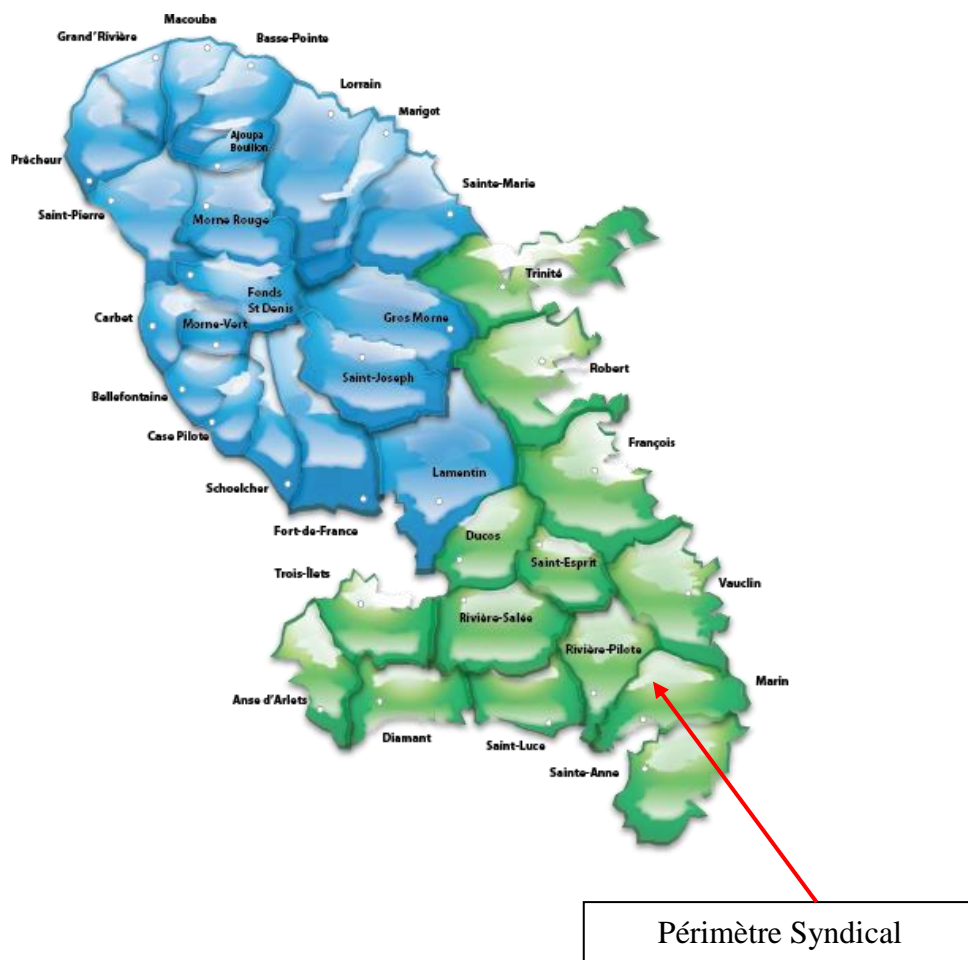 Macouba
Grand'Rivière
Basse-Pointe
Lorrain
Marigot
Ajoupa
Bouillon
Prêcheur
Sainte-Marie
Saint-Pierre
Morne Rouge
Trinité
Fonds
St Denis
Carbet
Morne-Vert
Gros Morne
Robert
Saint-Joseph
Bellefontaine
Case Pilote
François
Lamentin
Schoelcher
Fort-de-France
Ducos
Saint-Esprit
Trois-Îlets
Vauclin
Rivière-Salée
Rivière-Pilote
Marin
Anse d'Arlets
Diamant
Saint-Luce
Sainte-Anne
Périmètre Syndical